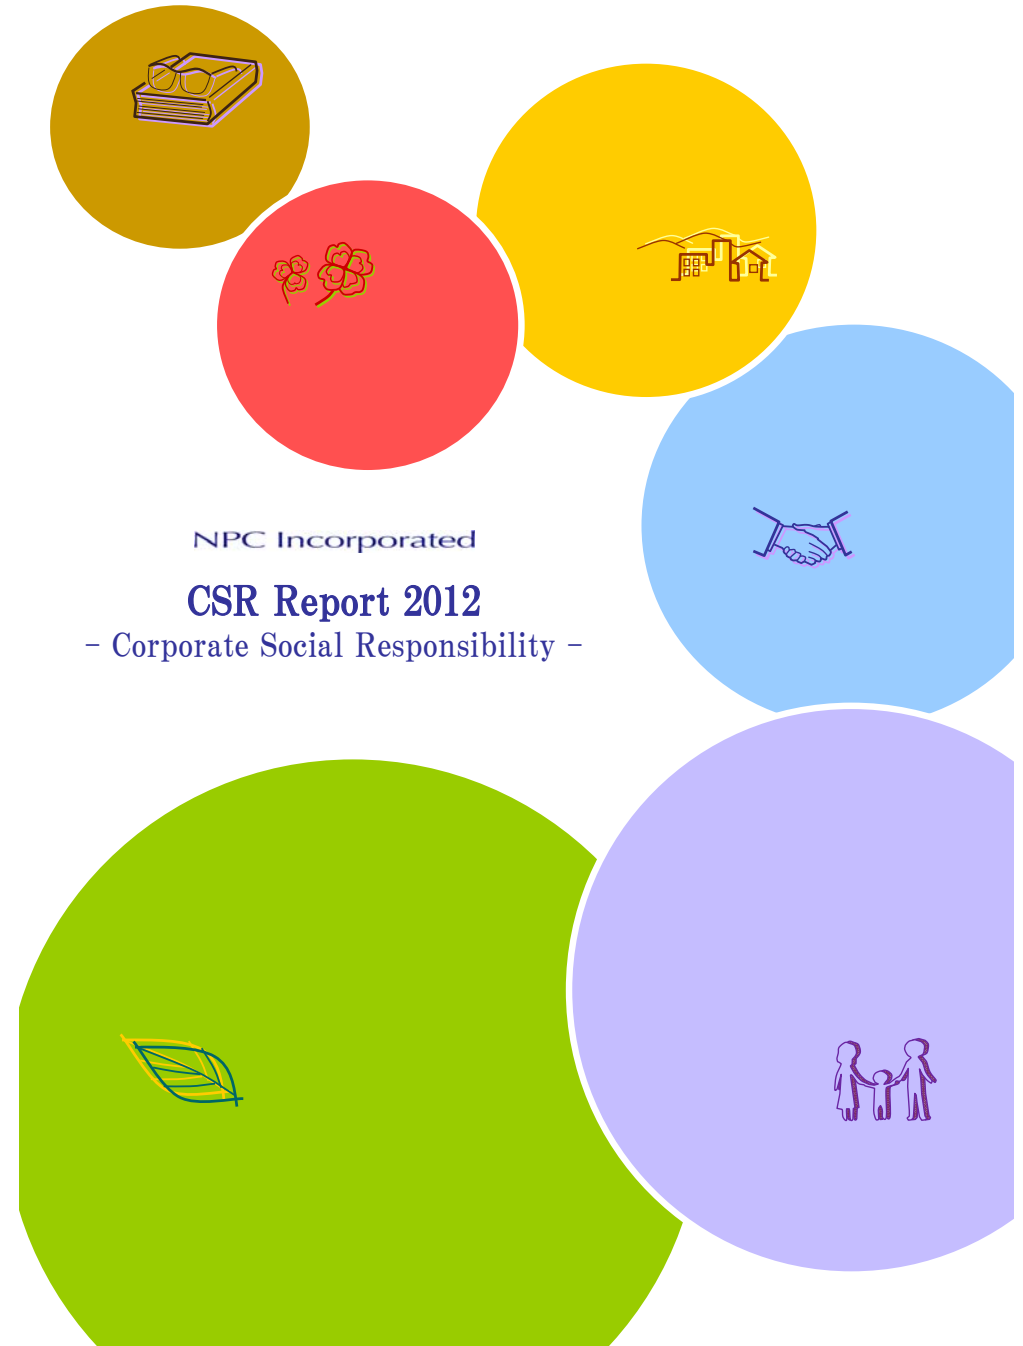 NPC Incorporated
CSR Report 2012
– Corporate Social Responsibility –